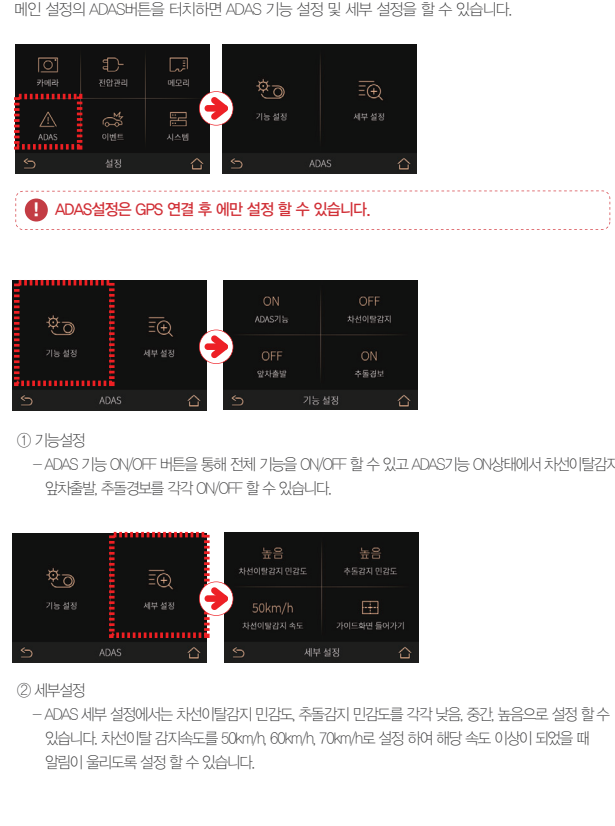 메인 설정의 ADAS버튼을 터치하면 ADAS 기능 설정 및 세부 설정을 할 수 있습니다.
카메라 전압관리 메모리
ADAS 이벤트 시스템
설정
기능 설정 세부 설정
ADAS
! ADAS설정은 GPS 연결 후 에만 설정 할 수 있습니다.
기능 설정 세부 설정
ADAS
ON OFF
ADAS기능 차선이탈감지
OFF ON
앞차출발 추돌경보
기능 설정
① 기능설정
– ADAS 기능 ON/OFF 버튼을 통해 전체 기능을 ON/OFF 할 수 있고 ADAS기능 ON상태에서 차선이탈감지
앞차출발, 추돌경보를 각각 ON/OFF 할 수 있습니다.
기능 설정 세부 설정
ADAS
높음 높음
차선이탈감지 민감도 추돌감지 민감도
50km/h
차선이탈감지 속도 가이드화면 들어가기
세부 설정
② 세부설정
– ADAS 세부 설정에서는 차선이탈감지 민감도, 추돌감지 민감도를 각각 낮음, 중간, 높음으로 설정 할 수
있습니다. 차선이탈 감지속도를 50km/h, 60km/h, 70km/h로 설정 하여 해당 속도 이상이 되었을 때
알림이 울리도록 설정 할 수 있습니다.